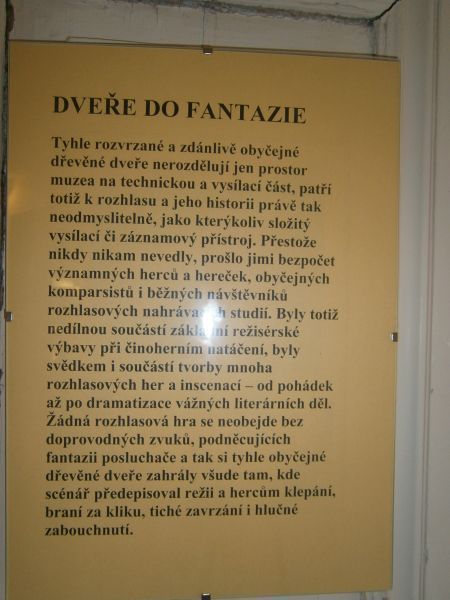 DVEŘE DO FANTAZIE
Tyhle rozvrzané a zdánlivě obyčejné
dřevěné dveře nerozdělují jen prostor
muzea na technickou a vysílací část, patří
totiž k rozhlasu a jeho historii právě tak
neodmyslitelně, jako kterýkoliv složitý
vysílací či záznamový přístroj. Přestože
nikdy nikam nevedly, prošlo jimi bezpočet
významných herců a hereček, obyčejných
komparsistů i běžných návštěvníků
rozhlasových nahrávacích studií. Byly totiž
nedílnou součástí základní režisérské
výbavy při činoherním natáčení, byly
svědkem i součástí tvorby mnoha
rozhlasových her a inscenací – od pohádek
až po dramatizace vážných literárních děl.
Žádná rozhlasová hra se neobejde bez
doprovodných zvuků, podněcujících
fantazii posluchače a tak si tyhle obyčejné
dřevěné dveře zahrály všude tam, kde
scénář předepisoval režii a hercům klepání,
braní za kliku, tiché zavrzání i hlučné
zabouchnutí.